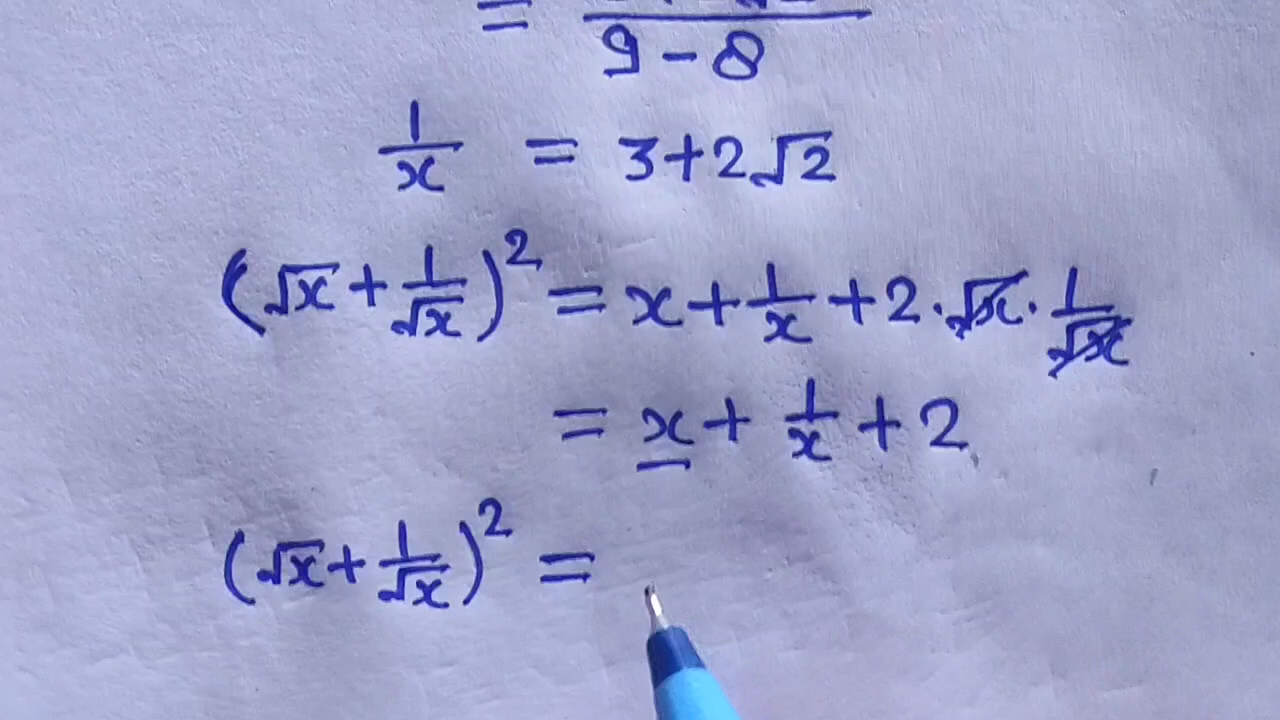 = ――― 9 - 8
1/x = 3 + 2√2
(√x + 1/√x)² = x + 1/x + 2 · √x · 1/√x
= x + 1/x + 2
(√x + 1/√x)² =